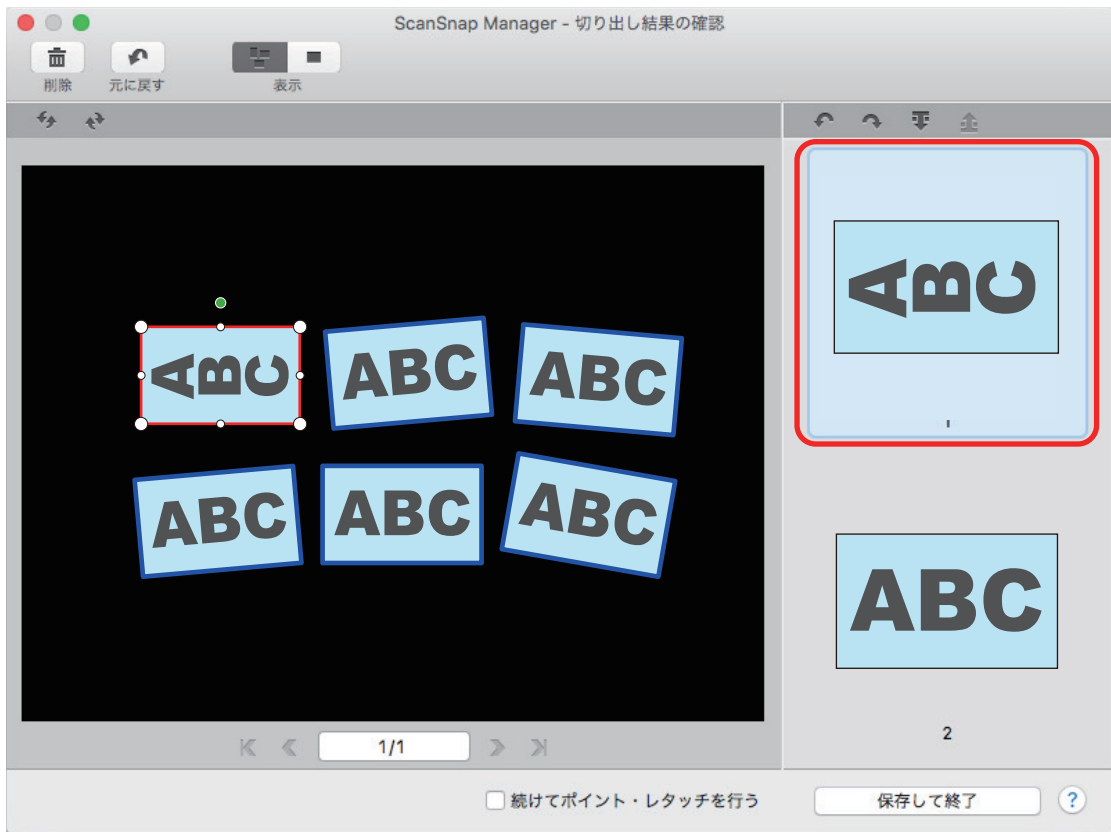 ScanSnap Manager - 切り出し結果の確認
削除 元に戻す 表示
ABC
ABC
ABC
ABC
ABC
ABC
1/1
ABC
1
ABC
2
続けてポイント・レタッチを行う
保存して終了
?